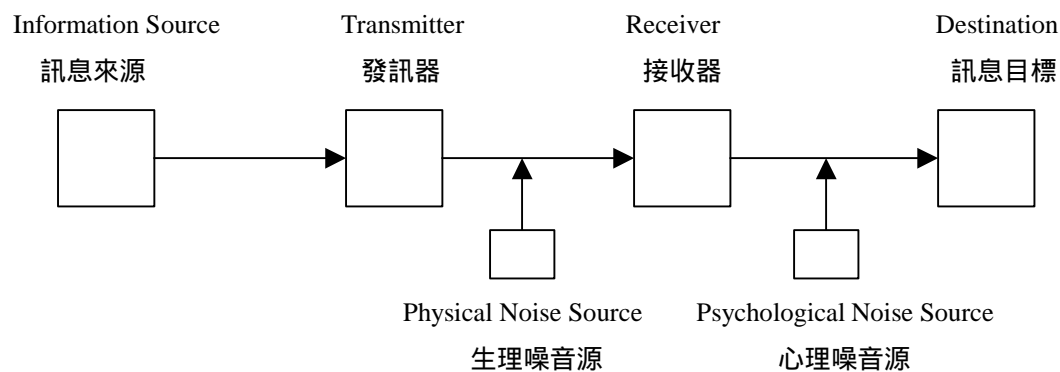 Information Source
Transmitter
Receiver
Destination
訊息來源
發訊器
接收器
訊息目標
Physical Noise Source
Psychological Noise Source
生理噪音源
心理噪音源